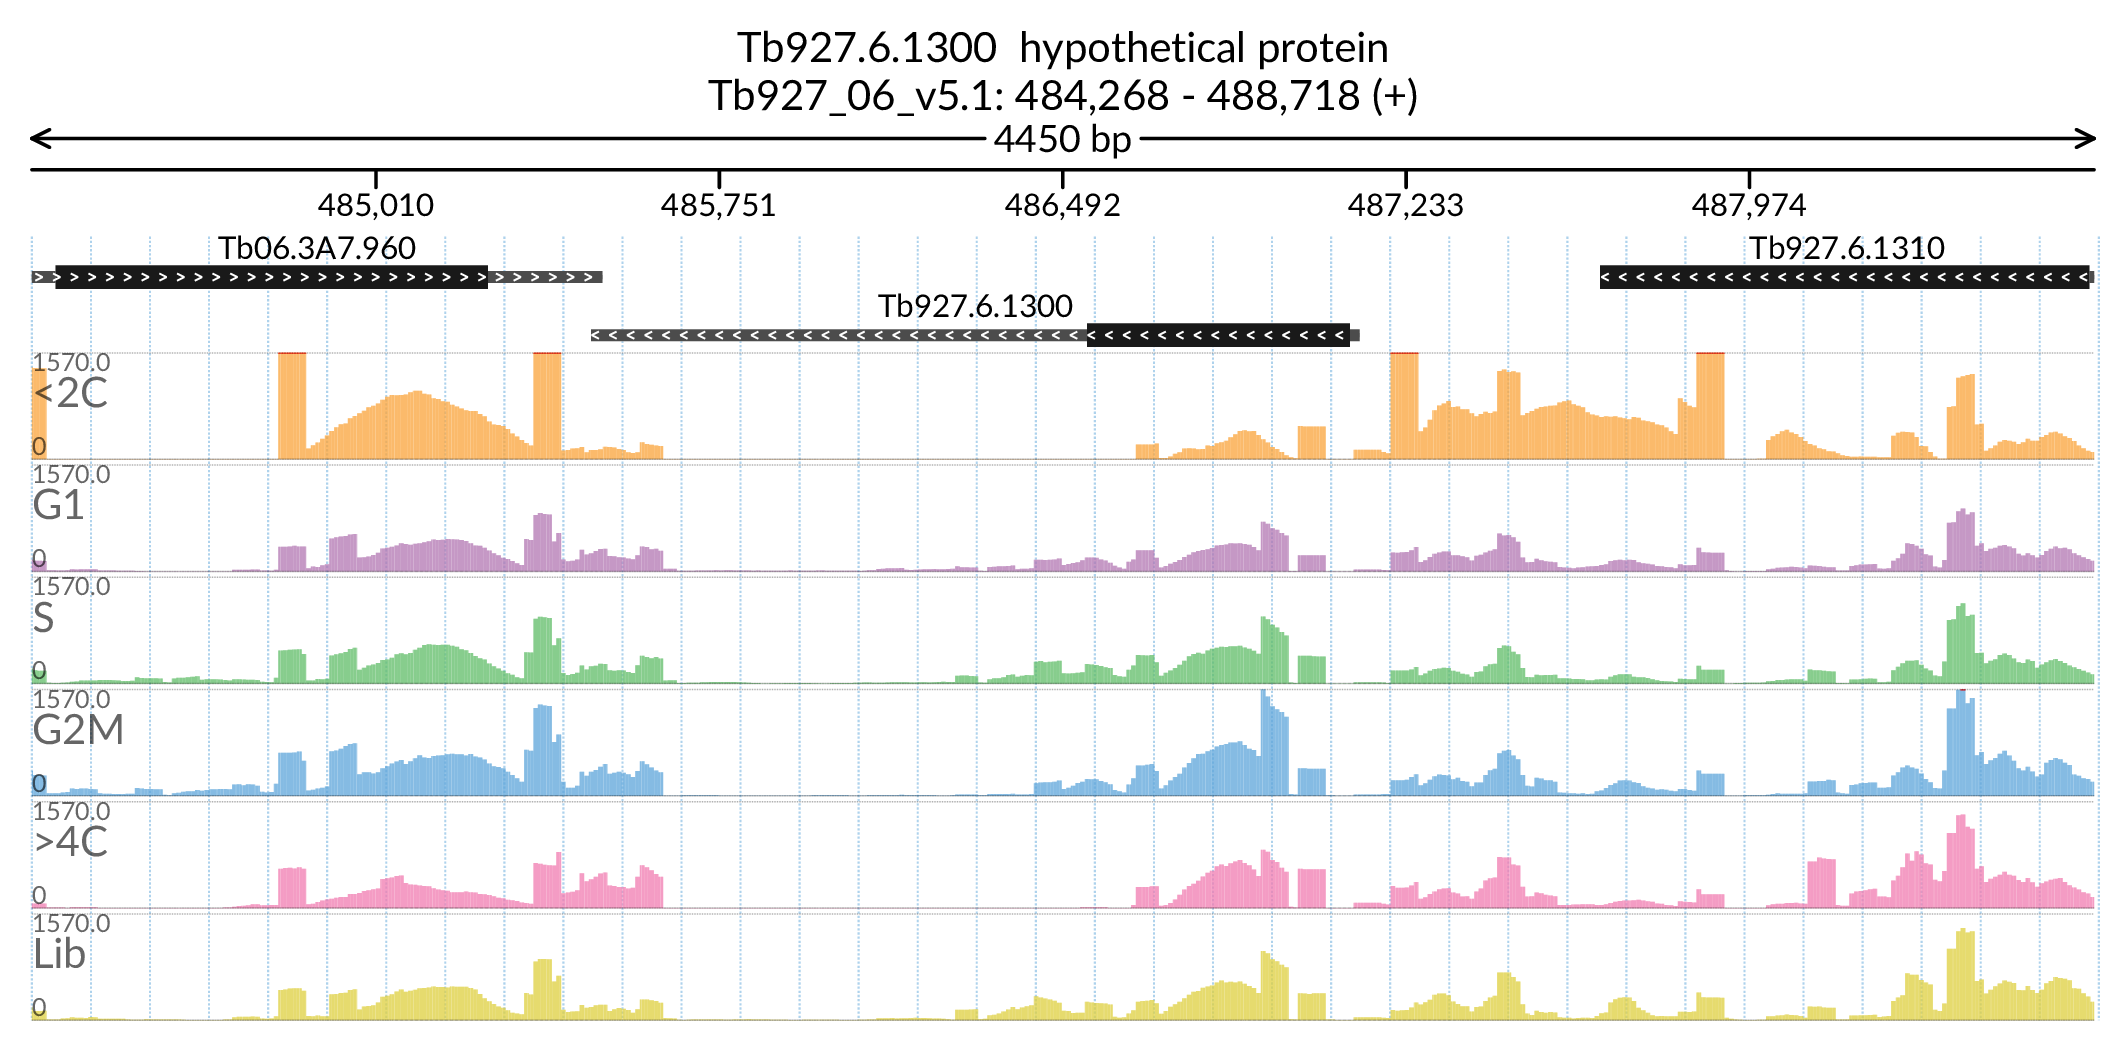 Tb927.6.1300 hypothetical protein
Tb927_06_v5.1: 484,268 - 488,718 (+)
4450 bp
485,010 485,751 486,492 487,233 487,974
Tb06.3A7.960 Tb927.6.1310
Tb927.6.1300
1570.0
<2C
0
1570.0
G1
0
1570.0
S
0
1570.0
G2M
0
1570.0
>4C
0
1570.0
Lib
0